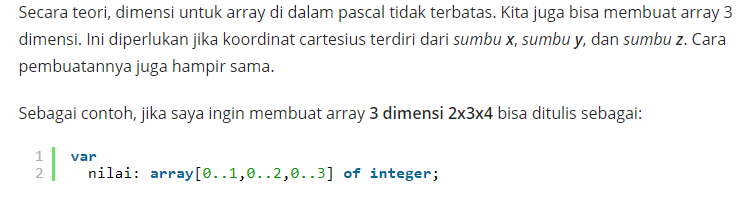 Secara teori, dimensi untuk array di dalam pascal tidak terbatas. Kita juga bisa membuat array 3
dimensi. Ini diperlukan jika koordinat cartesius terdiri dari sumbu x, sumbu y, dan sumbu z. Cara
pembuatannya juga hampir sama.
Sebagai contoh, jika saya ingin membuat array 3 dimensi 2x3x4 bisa ditulis sebagai:
1 var
2 nilai: array[0..1,0..2,0..3] of integer;